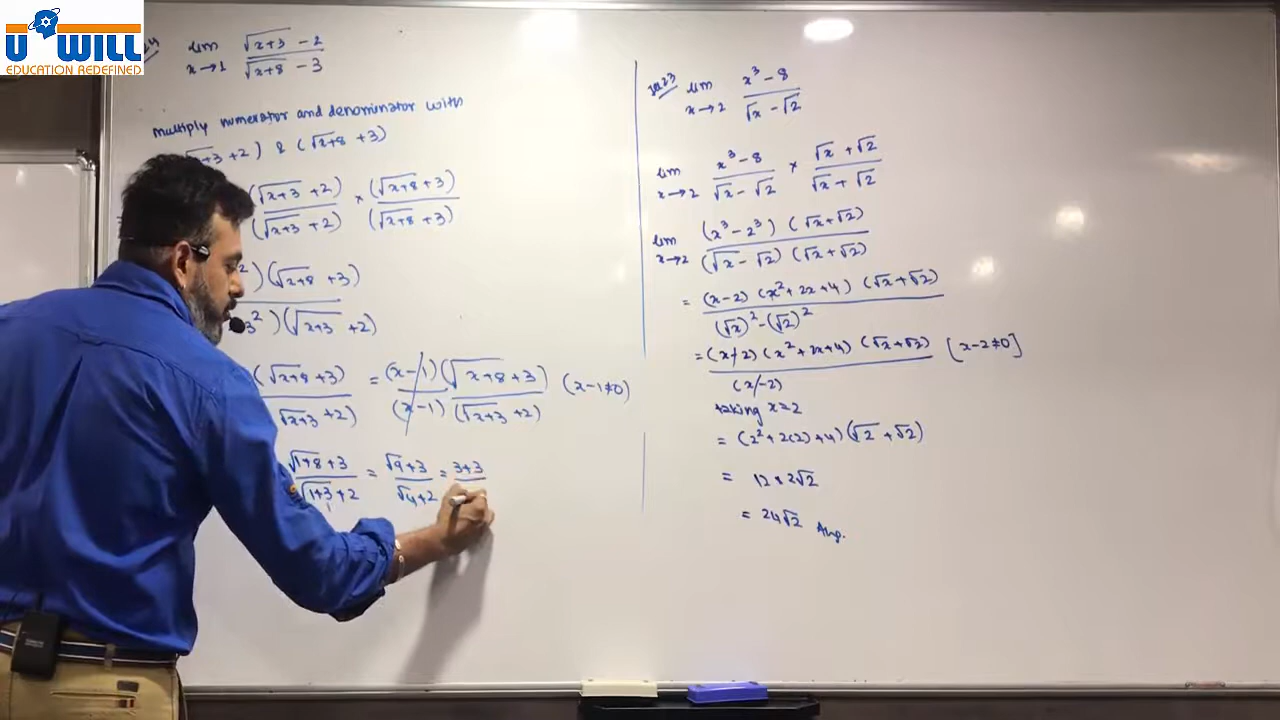 U WILL
EDUCATION REDEFINED
lim x→1 (√(x+3) - 2)/(√(x+8) - 3)
multiply numerator and denominator with
+3 +2) & (√x+8 +3)
(√x+3 +2)/(√x+3 +2) × (√x+8 +3)/(√x+8 +3)
²)(√x+8 +3)
3²)(√x+3 +2)
(√x+8 +3)/(√x+3 +2) = (x-1)(√x+8 +3)/(x-1)(√x+3 +2) (x-1≠0)
(√1+8 +3)/(√1+3 +2) = (√9+3)/(√4+2) = 3+3
lim x→2 (x³-8)/(√x-√2)
lim x→2 (x³-8)/(√x-√2) × (√x+√2)/(√x+√2)
lim x→2 (x³-2³)(√x+√2)/(√x-√2)(√x+√2)
= (x-2)(x²+2x+4)(√x+√2)/(√x)²-(√2)²
= (x-2)(x²+2x+4)(√x+√2)/(x-2) [x-2≠0]
taking x=2
= (2²+2(2)+4)(√2+√2)
= 12×2√2
= 24√2 Ans.